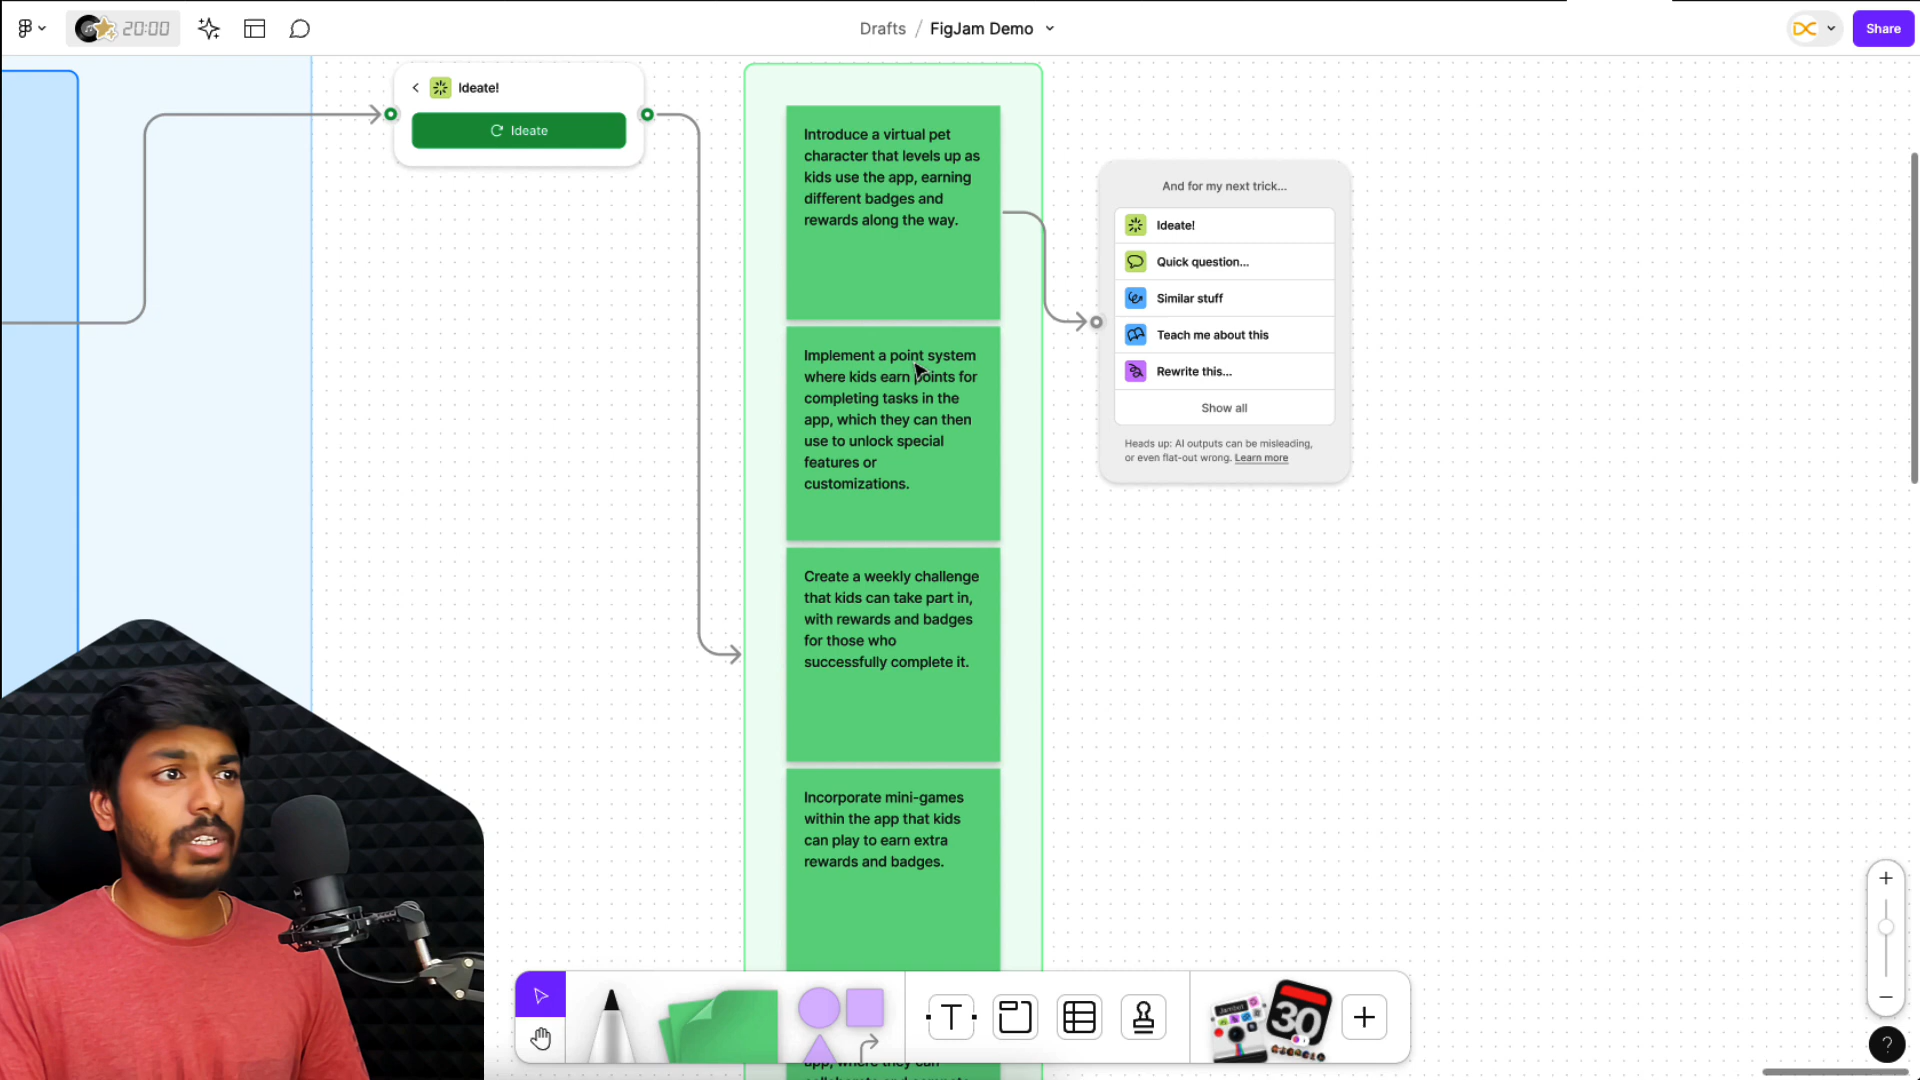 20:00
Drafts / FigJam Demo
Share
Ideate!
Ideate
Introduce a virtual pet
character that levels up as
kids use the app, earning
different badges and
rewards along the way.
Implement a point system
where kids earn points for
completing tasks in the
app, which they can then
use to unlock special
features or
customizations.
Create a weekly challenge
that kids can take part in,
with rewards and badges
for those who
successfully complete it.
Incorporate mini-games
within the app that kids
can play to earn extra
rewards and badges.
And for my next trick...
Ideate!
Quick question...
Similar stuff
Teach me about this
Rewrite this...
Show all
Heads up: AI outputs can be misleading,
or even flat-out wrong. Learn more
T
Jambot
30
?
app, where they can